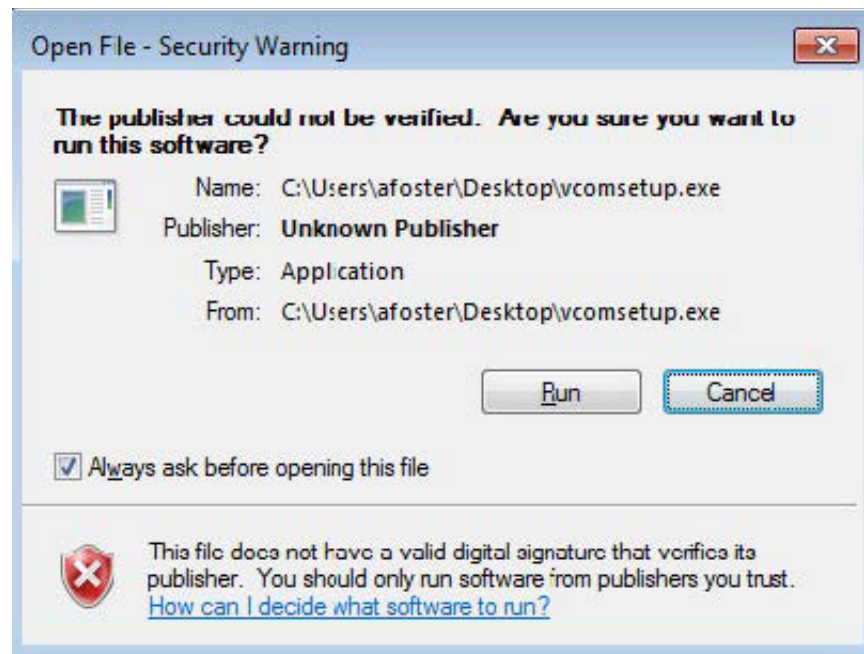 Open File - Security Warning
The publisher could not be verified. Are you sure you want to
run this software?
Name: C:\Users\afoster\Desktop\vcomsetup.exe
Publisher: Unknown Publisher
Type: Application
From: C:\Users\afoster\Desktop\vcomsetup.exe
Run
Cancel
Always ask before opening this file
This file does not have a valid digital signature that verifies its
publisher. You should only run software from publishers you trust.
How can I decide what software to run?